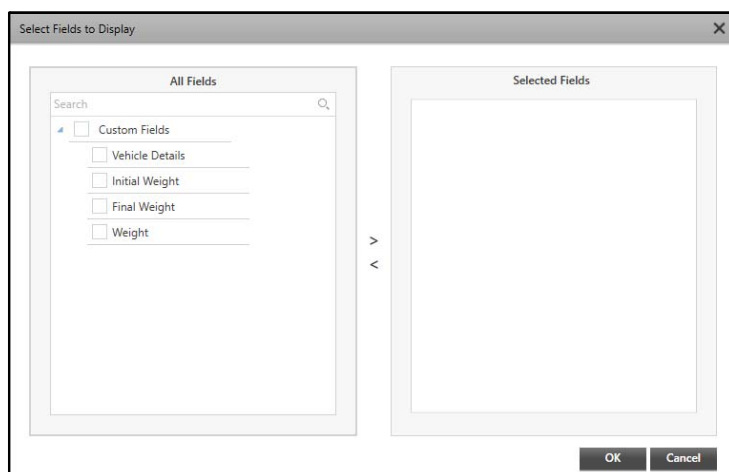 Select Fields to Display
All Fields
Search
Custom Fields
Vehicle Details
Initial Weight
Final Weight
Weight
>
<
Selected Fields
OK Cancel